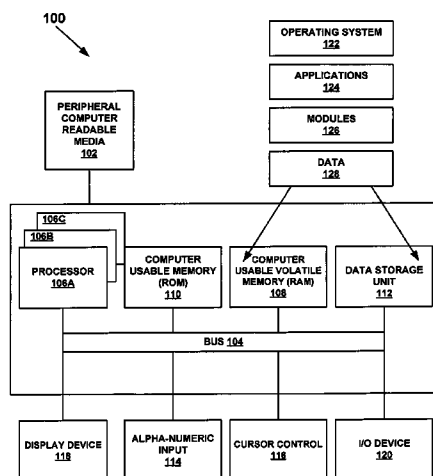 100
OPERATING SYSTEM
122
APPLICATIONS
124
MODULES
126
DATA
128
PERIPHERAL
COMPUTER
READABLE
MEDIA
102
106C
106B
PROCESSOR
106A
COMPUTER
USABLE MEMORY
(ROM)
110
COMPUTER
USABLE VOLATILE
MEMORY (RAM)
108
DATA STORAGE
UNIT
112
BUS 104
DISPLAY DEVICE
118
ALPHA-NUMERIC
INPUT
114
CURSOR CONTROL
116
I/O DEVICE
120